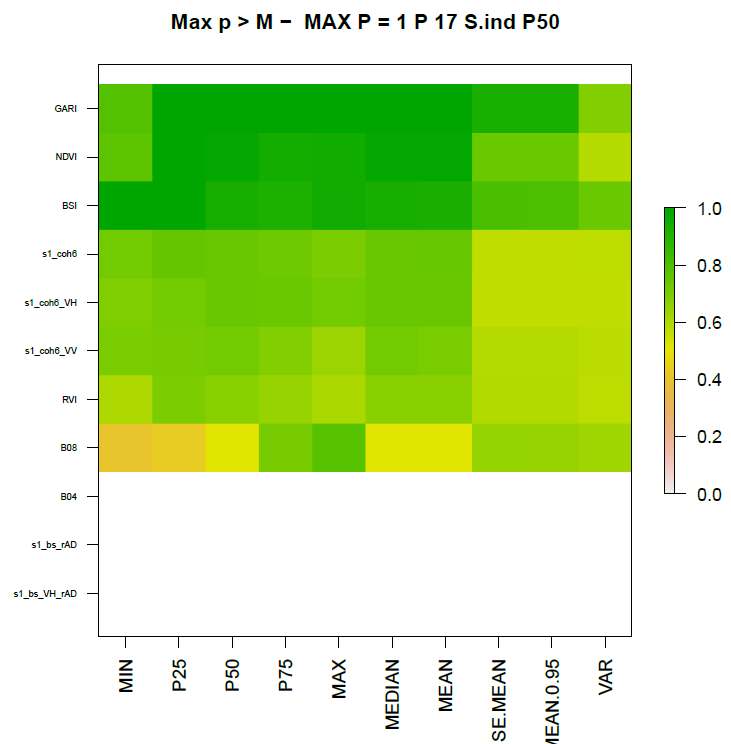 Max p > M −  MAX P = 1 P 17 S.ind P50
GARI
NDVI
BSI
s1_coh6
s1_coh6_VH
s1_coh6_VV
RVI
B08
B04
s1_bs_rAD
s1_bs_VH_rAD
1.0
0.8
0.6
0.4
0.2
0.0
MIN
P25
P50
P75
MAX
MEDIAN
MEAN
SE.MEAN
MEAN.0.95
VAR